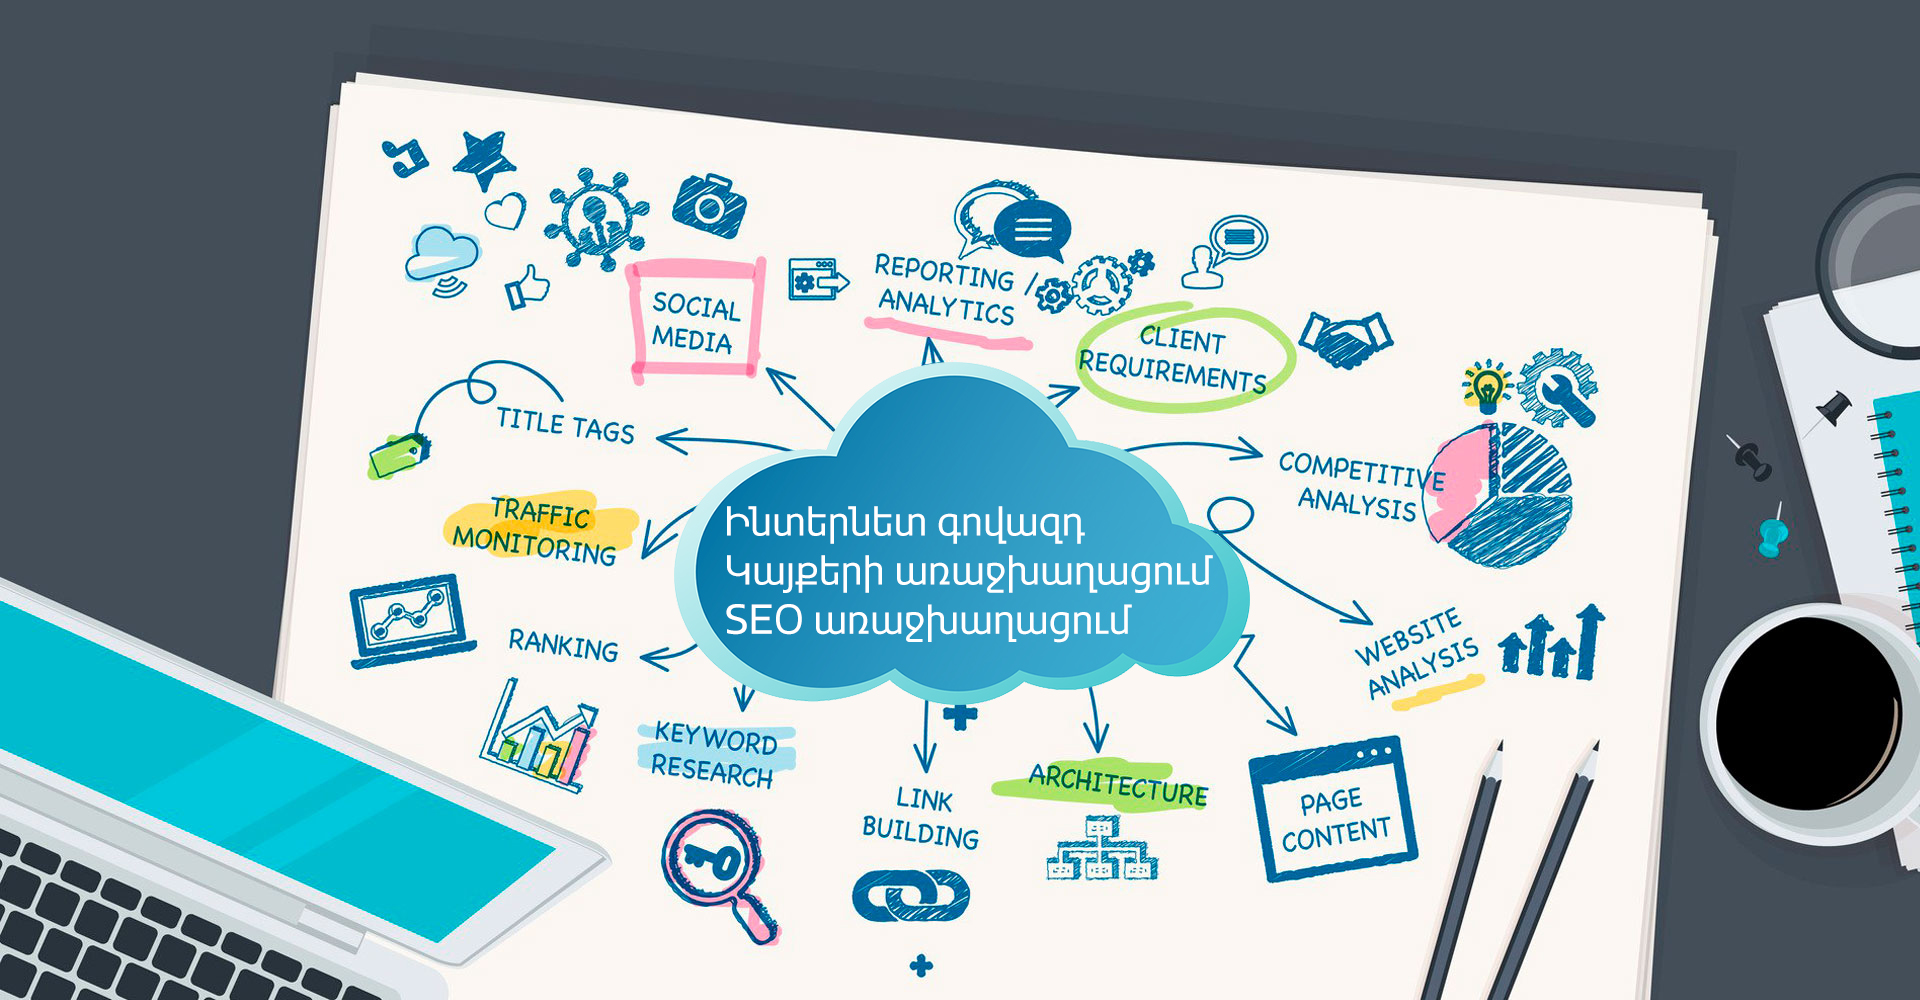 REPORTING /
ANALYTICS
SOCIAL
MEDIA
CLIENT
REQUIREMENTS
TITLE TAGS
COMPETITIVE
ANALYSIS
TRAFFIC
MONITORING
Ինտերնետ գովազդ
Կայքերի առաջխաղացում
SEO առաջխաղացում
RANKING
WEBSITE
ANALYSIS
KEYWORD
RESEARCH
LINK
BUILDING
ARCHITECTURE
PAGE
CONTENT